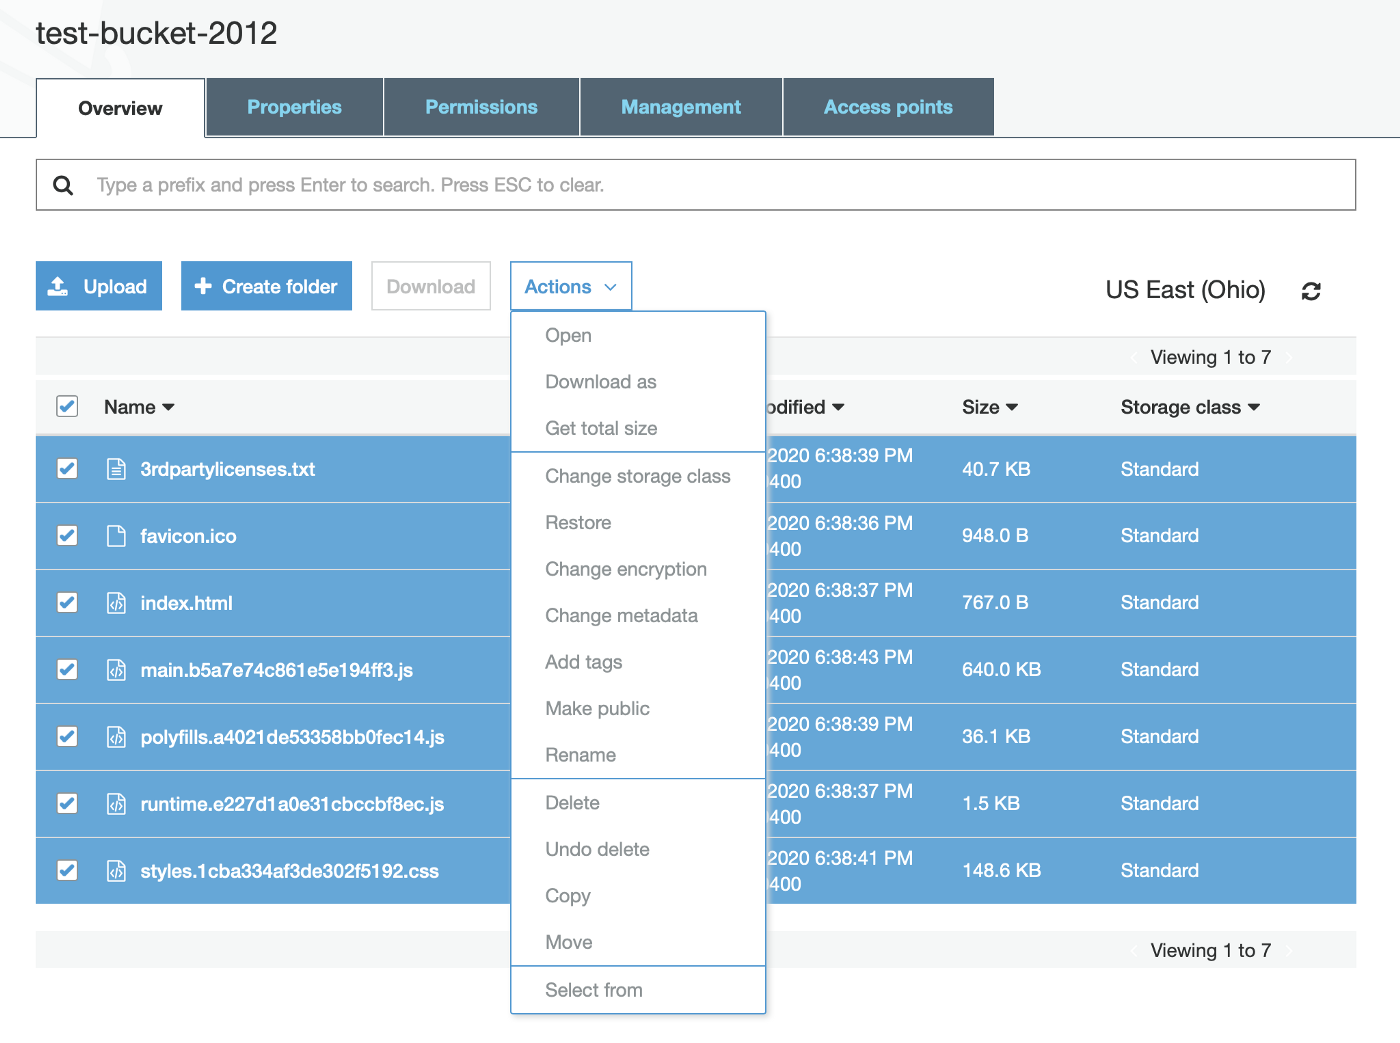 test-bucket-2012
Overview
Properties
Permissions
Management
Access points
Type a prefix and press Enter to search. Press ESC to clear.
Upload
Create folder
Download
Actions
US East (Ohio)
Open
Download as
Get total size
Change storage class
Restore
Change encryption
Change metadata
Add tags
Make public
Rename
Delete
Undo delete
Copy
Move
Select from
Viewing 1 to 7
Name
Size
Storage class
3rdpartylicenses.txt
2020 6:38:39 PM
400
40.7 KB
Standard
favicon.ico
2020 6:38:36 PM
400
948.0 B
Standard
index.html
2020 6:38:37 PM
400
767.0 B
Standard
main.b5a7e74c861e5e194ff3.js
2020 6:38:43 PM
400
640.0 KB
Standard
polyfills.a4021de53358bb0fec14.js
2020 6:38:39 PM
400
36.1 KB
Standard
runtime.e227d1a0e31cbccbf8ec.js
2020 6:38:37 PM
400
1.5 KB
Standard
styles.1cba334af3de302f5192.css
2020 6:38:41 PM
400
148.6 KB
Standard
Viewing 1 to 7